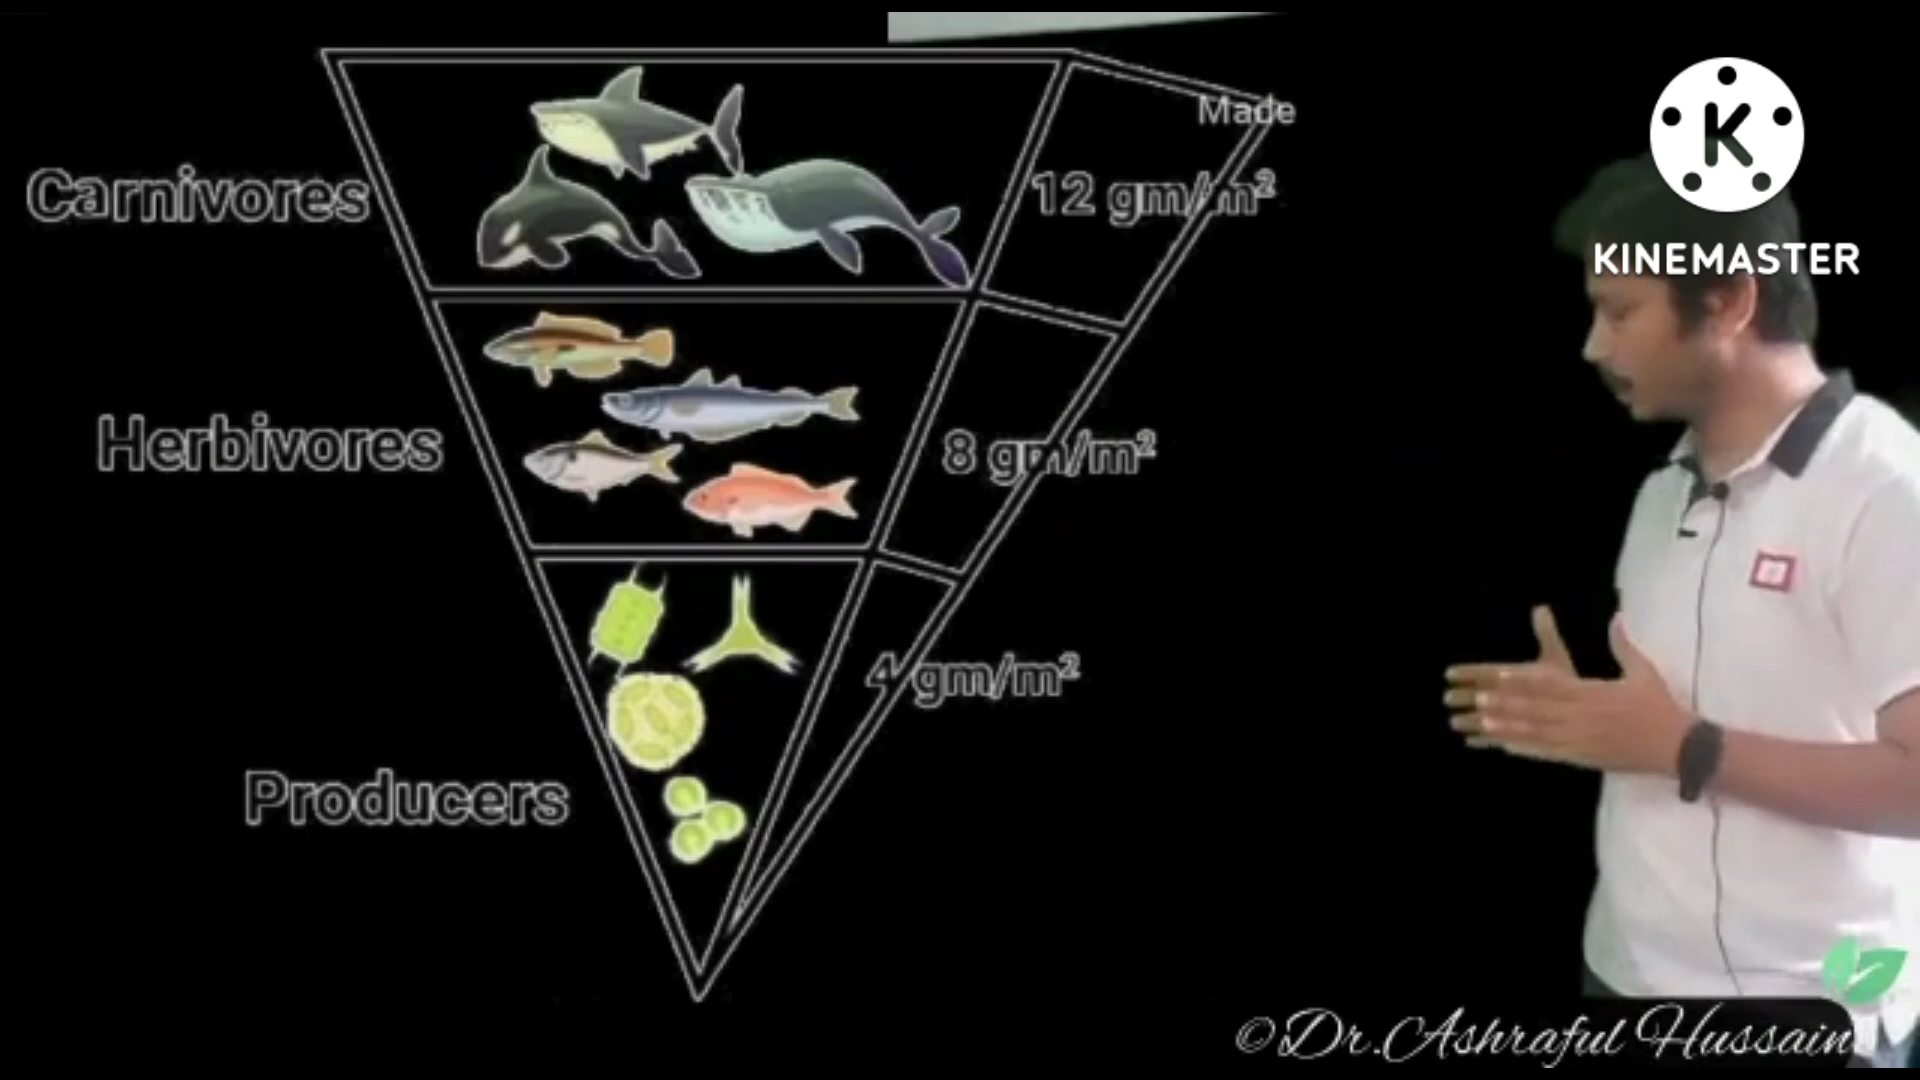 Made
Carnivores
12 gm/m²
K
KINEMASTER
Herbivores
8 gm/m²
4 gm/m²
Producers
©Dr.Ashraful Hussain